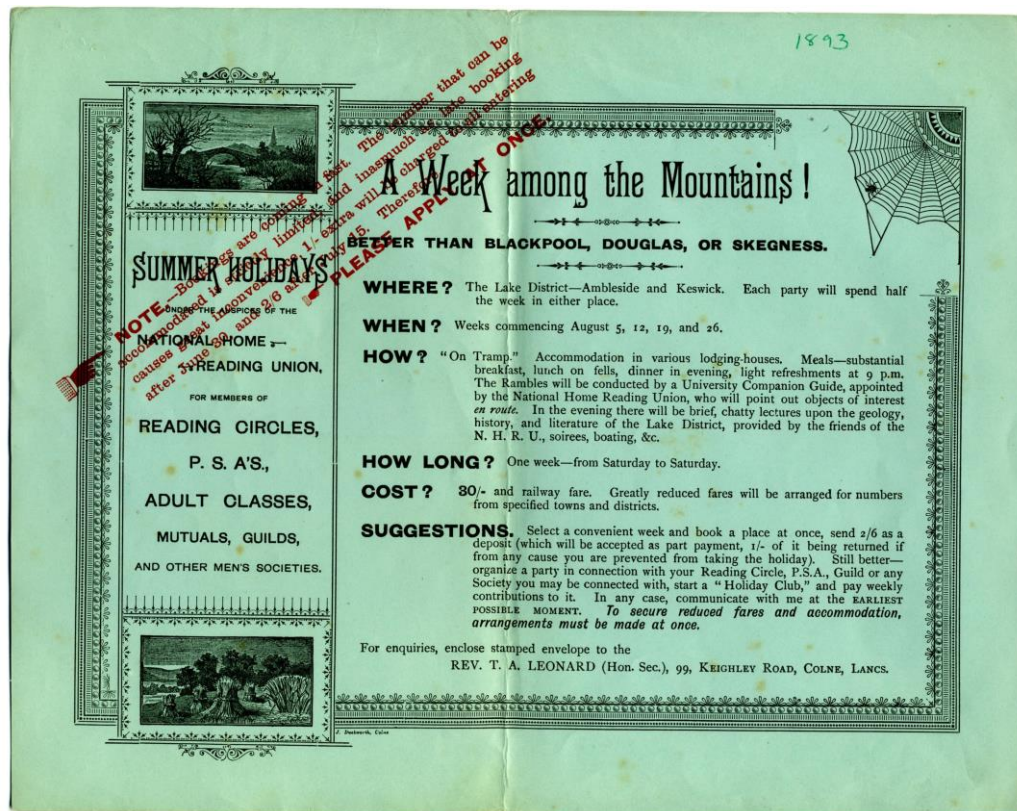 1893
NOTE.—Bookings are coming in fast. The number that can be
accommodated is strictly limited, and inasmuch as late booking
causes great inconvenience 1/- extra will be charged to all entering
after June 30, and 2/6 after July 15. Therefore
PLEASE APPLY AT ONCE.
SUMMER HOLIDAYS
UNDER THE AUSPICES OF THE
NATIONAL HOME
READING UNION,
FOR MEMBERS OF
READING CIRCLES,
P. S. A'S.,
ADULT CLASSES,
MUTUALS, GUILDS,
AND OTHER MEN'S SOCIETIES.
A Week among the Mountains!
BETTER THAN BLACKPOOL, DOUGLAS, OR SKEGNESS.
WHERE? The Lake District—Ambleside and Keswick. Each party will spend half
the week in either place.
WHEN? Weeks commencing August 5, 12, 19, and 26.
HOW? "On Tramp." Accommodation in various lodging-houses. Meals—substantial
breakfast, lunch on fells, dinner in evening, light refreshments at 9 p.m.
The Rambles will be conducted by a University Companion Guide, appointed
by the National Home Reading Union, who will point out objects of interest
en route. In the evening there will be brief, chatty lectures upon the geology,
history, and literature of the Lake District, provided by the friends of the
N. H. R. U., soirees, boating, &c.
HOW LONG? One week—from Saturday to Saturday.
COST? 30/- and railway fare. Greatly reduced fares will be arranged for numbers
from specified towns and districts.
SUGGESTIONS. Select a convenient week and book a place at once, send 2/6 as a
deposit (which will be accepted as part payment, 1/- of it being returned if
from any cause you are prevented from taking the holiday). Still better—
organize a party in connection with your Reading Circle, P.S.A., Guild or any
Society you may be connected with, start a "Holiday Club," and pay weekly
contributions to it. In any case, communicate with me at the EARLIEST
POSSIBLE MOMENT. To secure reduced fares and accommodation,
arrangements must be made at once.
For enquiries, enclose stamped envelope to the
REV. T. A. LEONARD (Hon. Sec.), 99, KEIGHLEY ROAD, COLNE, LANCS.
J. Duckworth, Colne